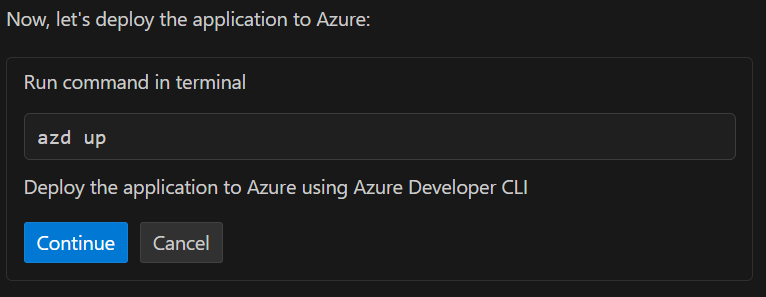 Now, let's deploy the application to Azure:
Run command in terminal
azd up
Deploy the application to Azure using Azure Developer CLI
Continue
Cancel